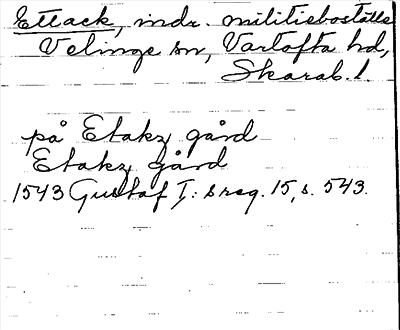 Ettack, indr. militieboställe
Velinge sn, Vartofta hd,
Skarab. l.
på Etakz gård
Etakz gård
1543 Gustaf I: s reg. 15, s. 543.